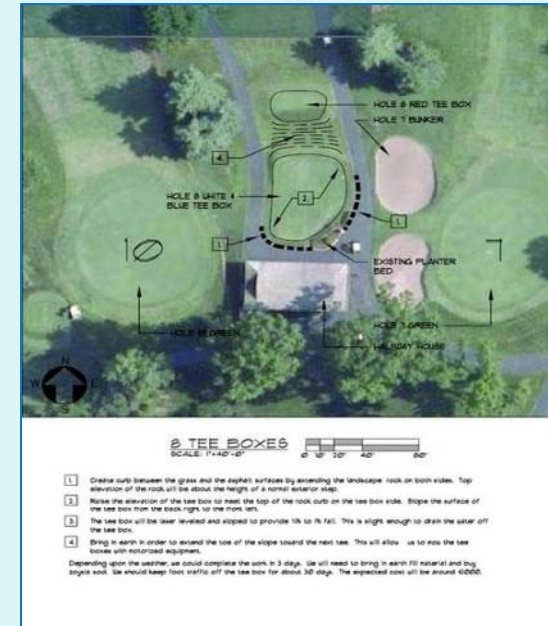 HOLE 8 RED TEE BOX
HOLE 7 BUNKER
4.
HOLE 8 WHITE &
BLUE TEE BOX
2.
1.
1.
10
7
EXISTING PLANTER
BED
HOLE 10 GREEN
HOLE 7 GREEN
HALFWAY HOUSE
N
W E
S
8 TEE BOXES
SCALE: 1"=40'-0"
0 10' 20' 40' 80'
1. Create curb between the grass and the asphalt surfaces by extending the landscape rock on both sides. Top
elevation of the rock will be about the height of a normal exterior step.
2. Raise the elevation of the tee box to meet the top of the rock curb on the tee box side. Slope the surface of
the tee box from the back right to the front left.
3. The tee box will be laser leveled and sloped to provide 1% fall. This is slight enough to drain the water off
the tee box.
4. Bring in earth in order to extend the toe of the slope toward the next tee. This will allow us to mow the tee
boxes with motorized equipment.
Depending upon the weather, we could complete the work in 3 days. We will need to bring in earth fill material and buy
zoysia sod. We should keep foot traffic off the tee box for about 30 days. The expected cost will be around